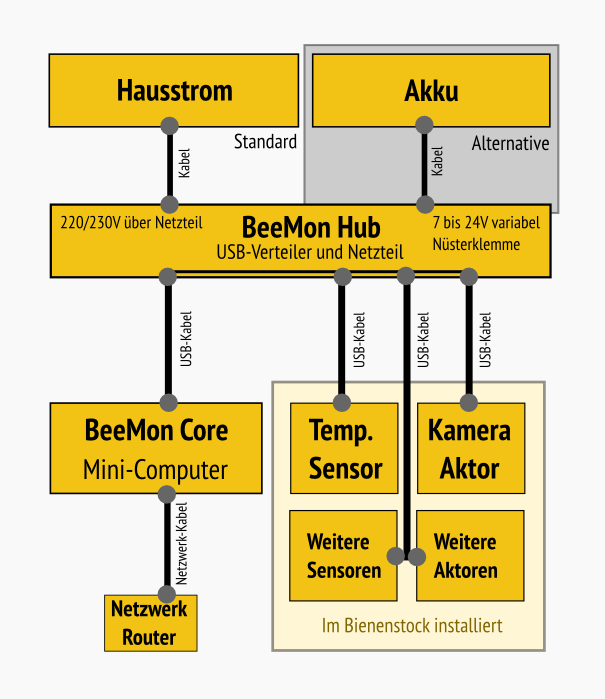 Hausstrom
Akku
Standard
Alternative
Kabel
Kabel
220/230V über Netzteil
BeeMon Hub
USB-Verteiler und Netzteil
7 bis 24V variabel
Nüsterklemme
USB-Kabel
USB-Kabel
USB-Kabel
USB-Kabel
BeeMon Core
Mini-Computer
Temp.
Sensor
Kamera
Aktor
Netzwerk-Kabel
Weitere
Sensoren
Weitere
Aktoren
Netzwerk
Router
Im Bienenstock installiert